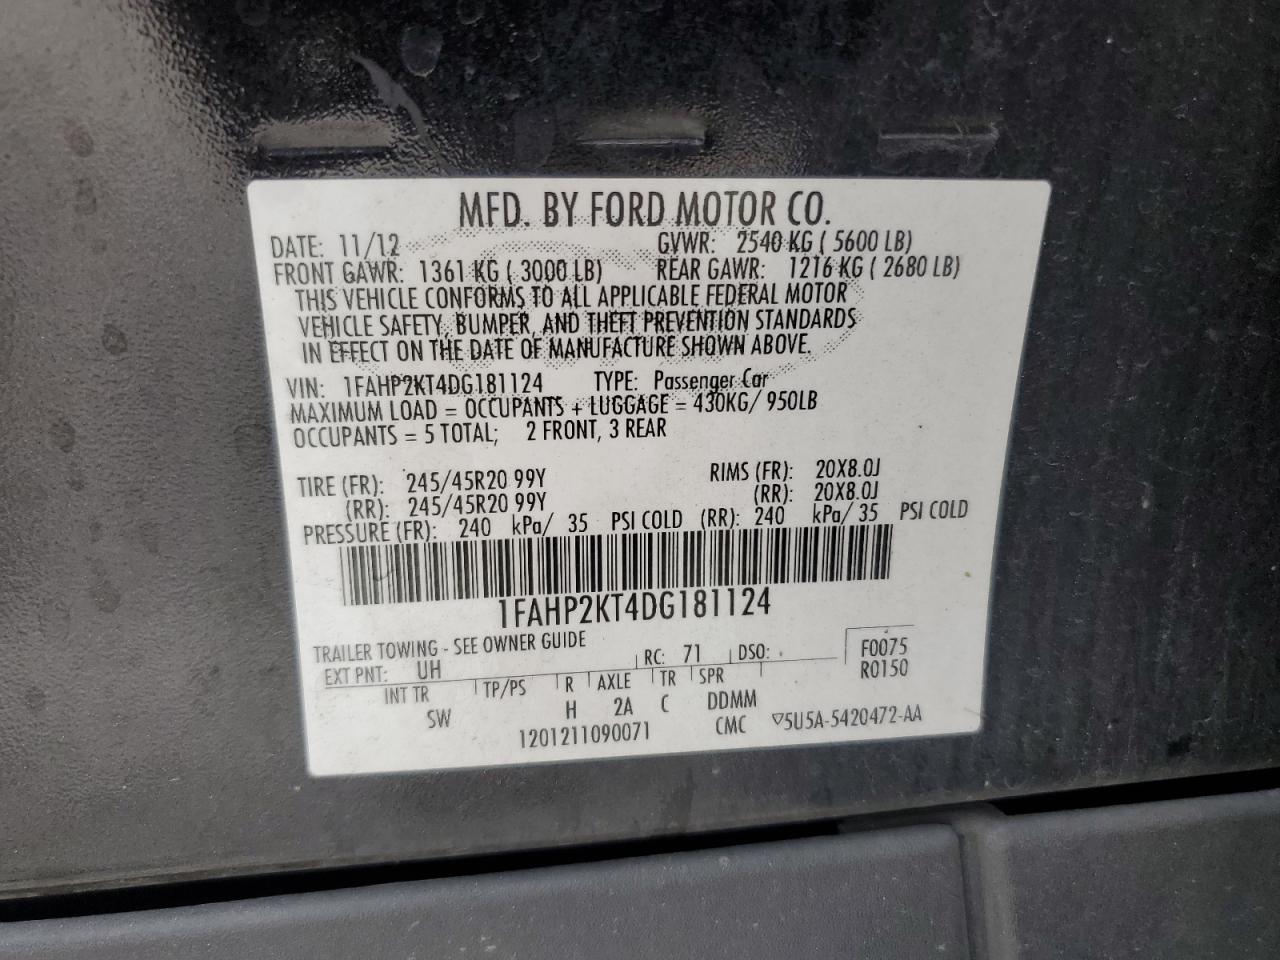 MFD. BY FORD MOTOR CO.
DATE: 11/12 GVWR: 2540 KG ( 5600 LB)
FRONT GAWR: 1361 KG ( 3000 LB) REAR GAWR: 1216 KG ( 2680 LB)
THIS VEHICLE CONFORMS TO ALL APPLICABLE FEDERAL MOTOR
VEHICLE SAFETY, BUMPER, AND THEFT PREVENTION STANDARDS
IN EFFECT ON THE DATE OF MANUFACTURE SHOWN ABOVE.
VIN: 1FAHP2KT4DG181124 TYPE: Passenger Car
MAXIMUM LOAD = OCCUPANTS + LUGGAGE = 430KG/ 950LB
OCCUPANTS = 5 TOTAL; 2 FRONT, 3 REAR
TIRE (FR): 245/45R20 99Y RIMS (FR): 20X8.0J
(RR): 245/45R20 99Y (RR): 20X8.0J
PRESSURE (FR): 240 kPa/ 35 PSI COLD (RR): 240 kPa/ 35 PSI COLD
1FAHP2KT4DG181124
TRAILER TOWING - SEE OWNER GUIDE
EXT PNT: UH RC: 71 DSO: F0075
R0150
INT TR TP/PS R AXLE TR SPR
SW H 2A C DDMM
1201211090071 CMC ▽5U5A-5420472-AA